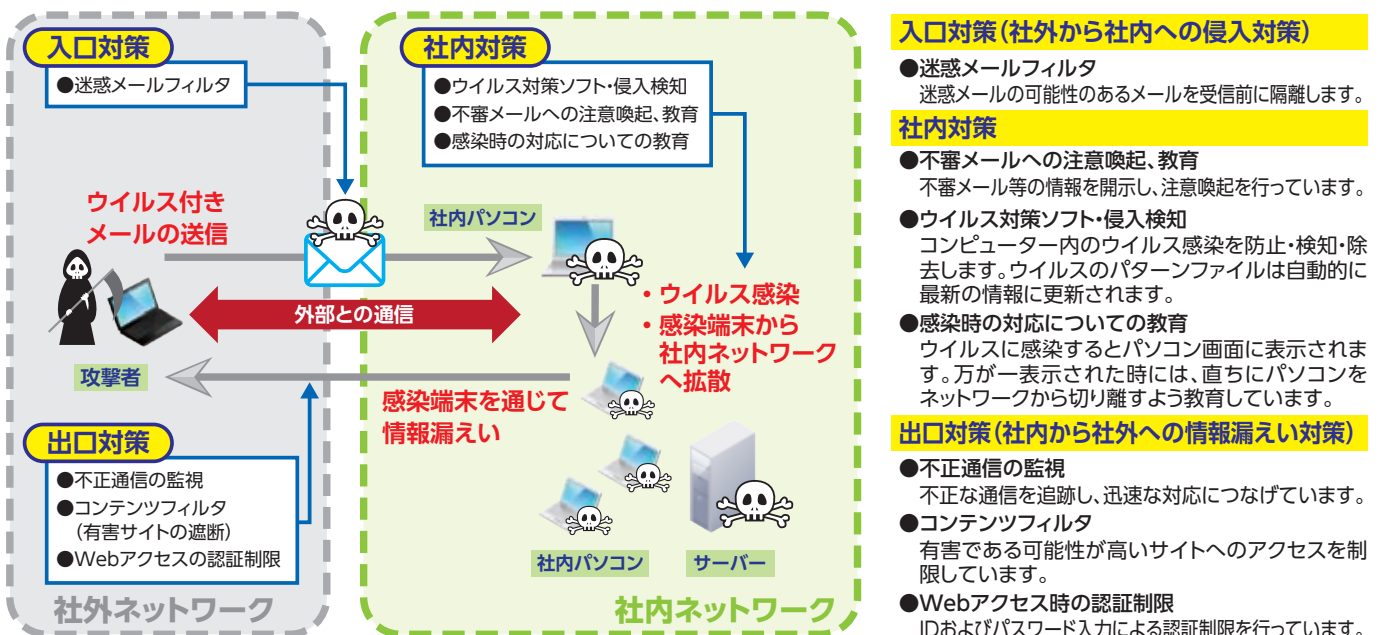 入口対策
●迷惑メールフィルタ
社内対策
●ウイルス対策ソフト・侵入検知
●不審メールへの注意喚起、教育
●感染時の対応についての教育
ウイルス付き
メールの送信
社内パソコン
外部との通信
・ウイルス感染
・感染端末から
社内ネットワーク
へ拡散
攻撃者
感染端末を通じて
情報漏えい
出口対策
●不正通信の監視
●コンテンツフィルタ
(有害サイトの遮断)
●Webアクセスの認証制限
社内パソコン
サーバー
社外ネットワーク
社内ネットワーク
入口対策(社外から社内への侵入対策)
●迷惑メールフィルタ
迷惑メールの可能性のあるメールを受信前に隔離します。
社内対策
●不審メールへの注意喚起、教育
不審メール等の情報を開示し、注意喚起を行っています。
●ウイルス対策ソフト・侵入検知
コンピューター内のウイルス感染を防止・検知・除
去します。ウイルスのパターンファイルは自動的に
最新の情報に更新されます。
●感染時の対応についての教育
ウイルスに感染するとパソコン画面に表示されま
す。万が一表示された時には、直ちにパソコンを
ネットワークから切り離すよう教育しています。
出口対策(社内から社外への情報漏えい対策)
●不正通信の監視
不正な通信を追跡し、迅速な対応につなげています。
●コンテンツフィルタ
有害である可能性が高いサイトへのアクセスを制
限しています。
●Webアクセス時の認証制限
IDおよびパスワード入力による認証制限を行っています。